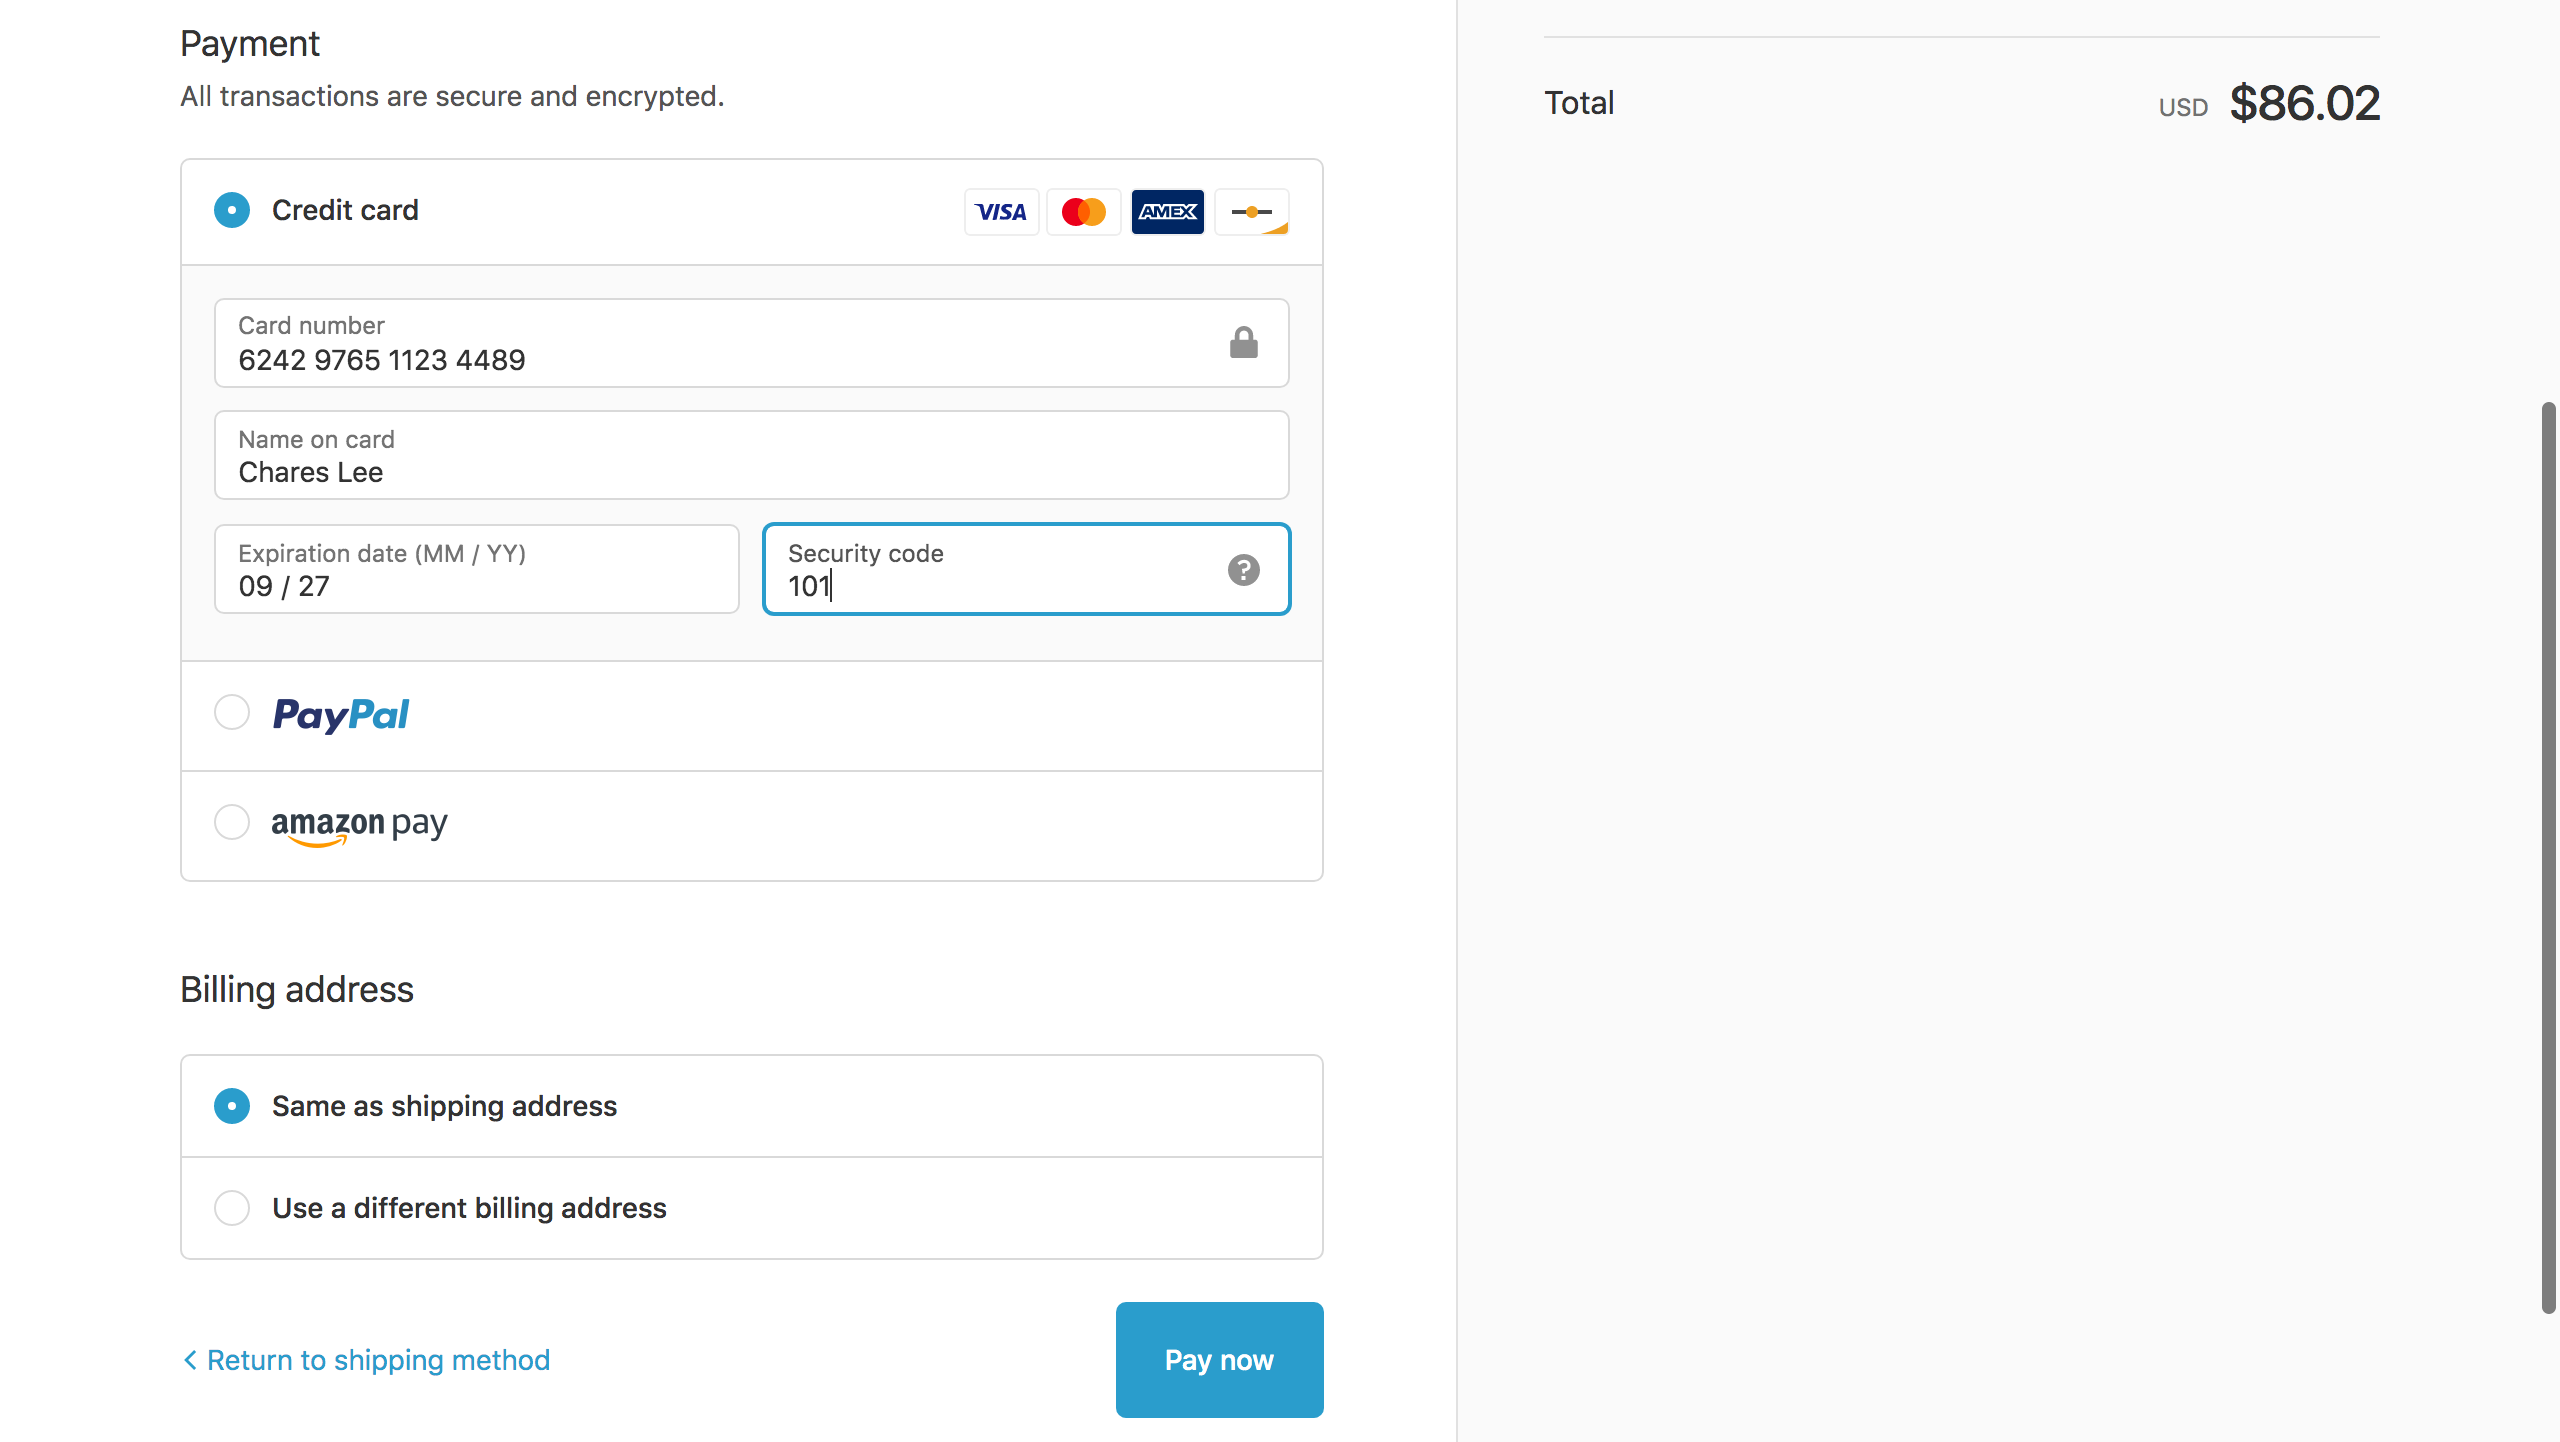 Payment
All transactions are secure and encrypted.
Credit card
VISA
AMEX
Card number
6242 9765 1123 4489
Name on card
Chares Lee
Expiration date (MM / YY)
09 / 27
Security code
101
?
PayPal
amazon pay
Billing address
Same as shipping address
Use a different billing address
Return to shipping method
Pay now
Total
USD $86.02